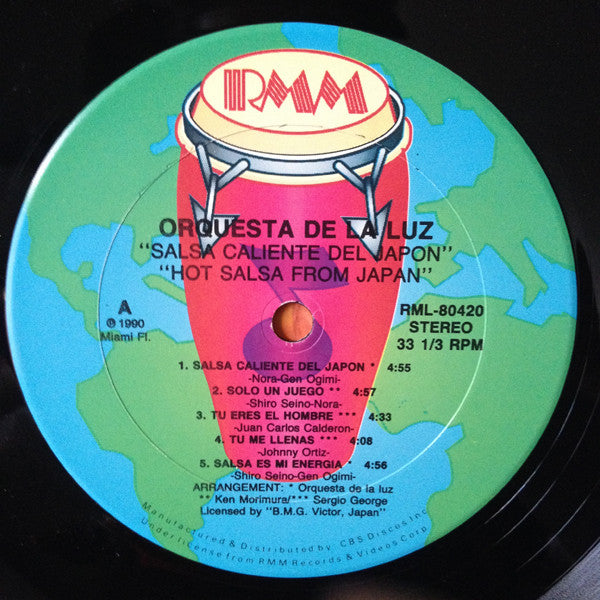 RMM
ORQUESTA DE LA LUZ
"SALSA CALIENTE DEL JAPON"
"HOT SALSA FROM JAPAN"
A
℗ 1990
Miami Fl.
RML-80420
STEREO
33 1/3 RPM
1. SALSA CALIENTE DEL JAPON * 4:55
-Nora-Gen Ogimi-
2. SOLO UN JUEGO ** 4:57
-Shiro Seino-Nora-
3. TU ERES EL HOMBRE *** 4:33
-Juan Carlos Calderon-
4. TU ME LLENAS *** 4:08
-Johnny Ortiz-
5. SALSA ES MI ENERGIA * 4:56
-Shiro Seino-Gen Ogimi-
ARRANGEMENT: * Orquesta de la luz
** Ken Morimura/*** Sergio George
Licensed by "B.M.G. Victor, Japan"
Manufactured & Distributed by CBS Discos Inc.
Under license from RMM Records & Videos Corp.